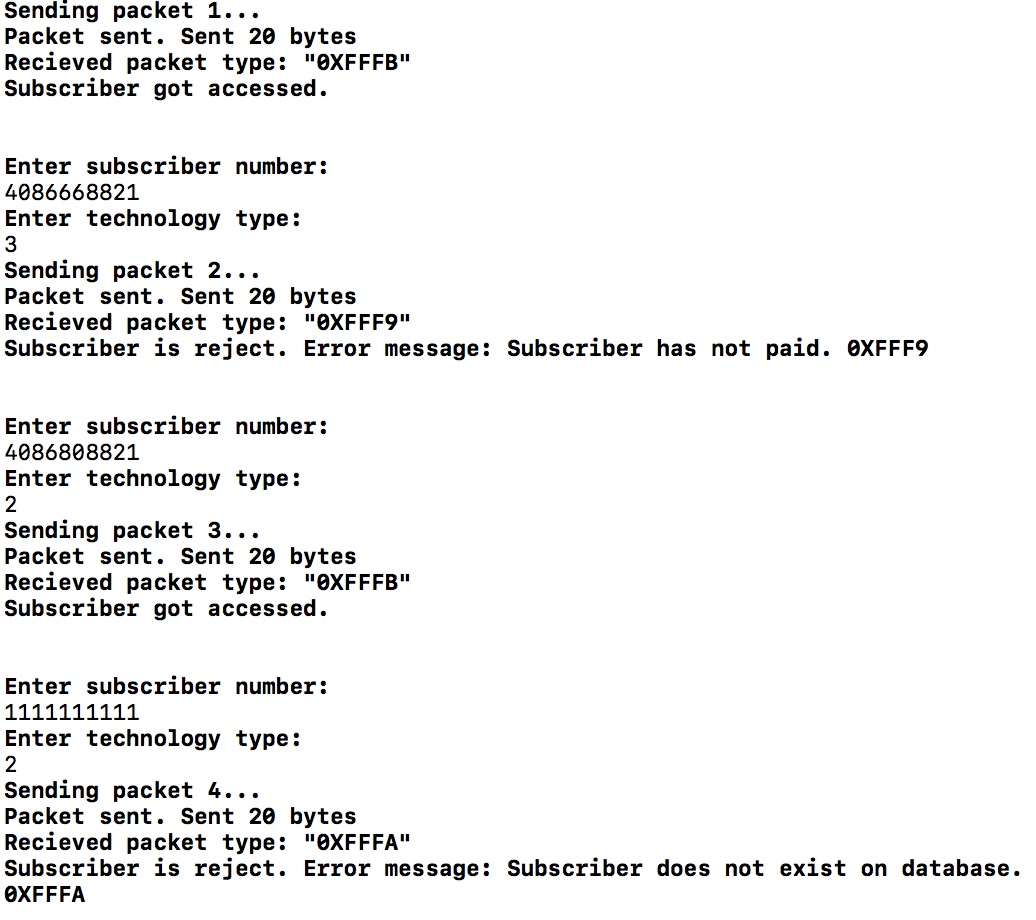 Sending packet 1...
Packet sent. Sent 20 bytes
Recieved packet type: "0XFFFB"
Subscriber got accessed.
Enter subscriber number:
4086668821
Enter technology type:
3
Sending packet 2...
Packet sent. Sent 20 bytes
Recieved packet type: "0XFFF9"
Subscriber is reject. Error message: Subscriber has not paid. 0XFFF9
Enter subscriber number:
4086808821
Enter technology type:
2
Sending packet 3...
Packet sent. Sent 20 bytes
Recieved packet type: "0XFFFB"
Subscriber got accessed.
Enter subscriber number:
1111111111
Enter technology type:
2
Sending packet 4...
Packet sent. Sent 20 bytes
Recieved packet type: "0XFFFA"
Subscriber is reject. Error message: Subscriber does not exist on database.
0XFFFA